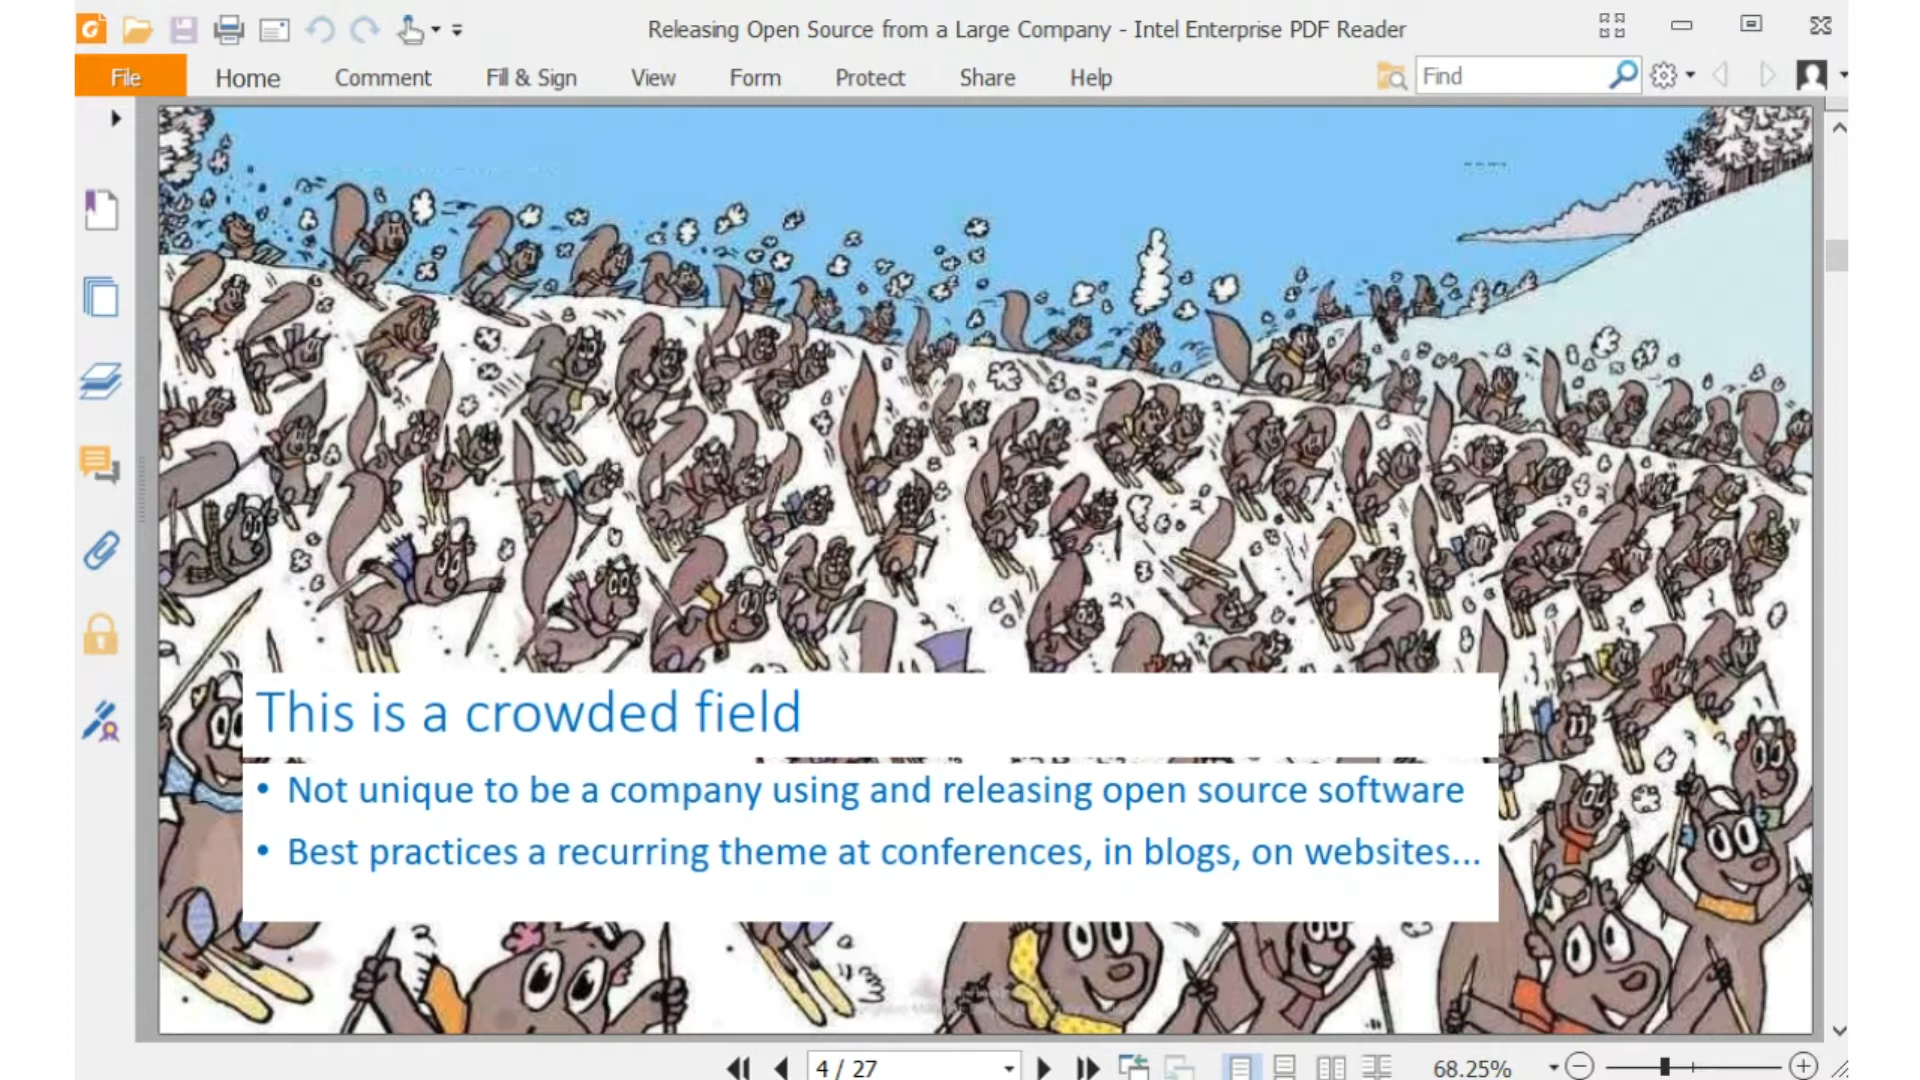 Releasing Open Source from a Large Company - Intel Enterprise PDF Reader
File Home Comment Fill & Sign View Form Protect Share Help Find
This is a crowded field
• Not unique to be a company using and releasing open source software
• Best practices a recurring theme at conferences, in blogs, on websites...
4 / 27 68.25%